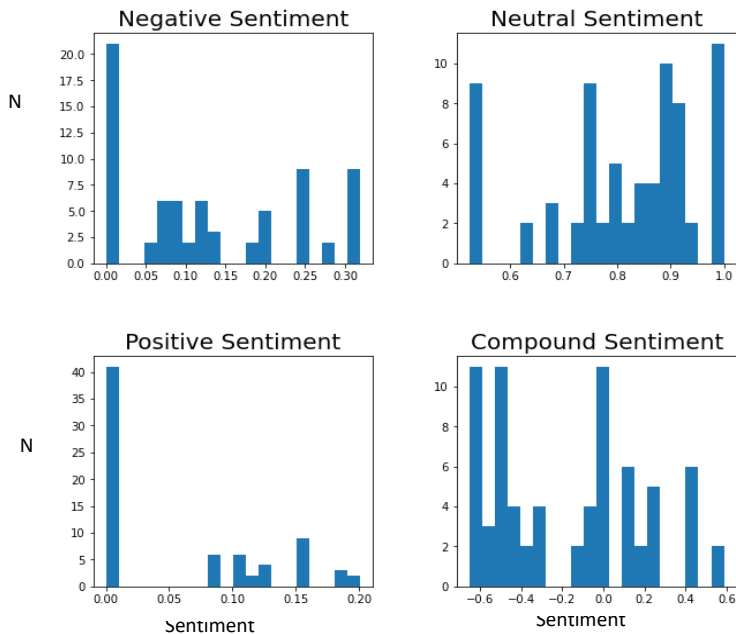 Negative Sentiment
Neutral Sentiment
N
20.0
17.5
15.0
12.5
10.0
7.5
5.0
2.5
0.0
0.00 0.05 0.10 0.15 0.20 0.25 0.30
10
8
6
4
2
0
0.6 0.7 0.8 0.9 1.0
Positive Sentiment
Compound Sentiment
N
40
35
30
25
20
15
10
5
0
0.00 0.05 0.10 0.15 0.20
10
8
6
4
2
0
−0.6 −0.4 −0.2 0.0 0.2 0.4 0.6
Sentiment
Sentiment